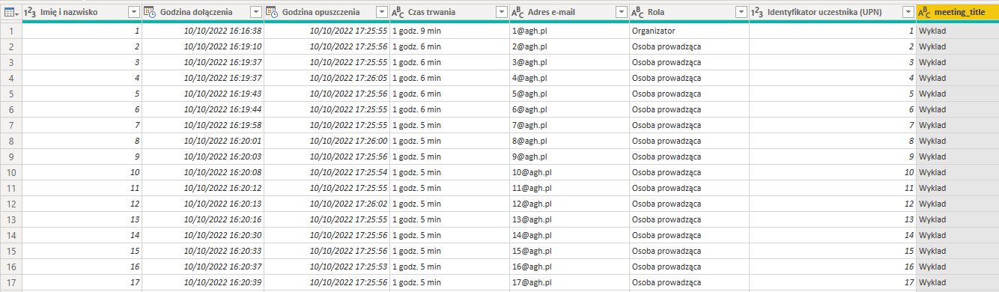 1²3 Imię i nazwisko Godzina dołączenia Godzina opuszczenia ABC Czas trwania ABC Adres e-mail ABC Rola 1²3 Identyfikator uczestnika (UPN) ABC meeting_title
1 1 10/10/2022 16:16:38 10/10/2022 17:25:55 1 godz. 9 min 1@agh.pl Organizator 1 Wyklad
2 2 10/10/2022 16:19:10 10/10/2022 17:25:56 1 godz. 6 min 2@agh.pl Osoba prowadząca 2 Wyklad
3 3 10/10/2022 16:19:37 10/10/2022 17:25:55 1 godz. 6 min 3@agh.pl Osoba prowadząca 3 Wyklad
4 4 10/10/2022 16:19:37 10/10/2022 17:26:05 1 godz. 6 min 4@agh.pl Osoba prowadząca 4 Wyklad
5 5 10/10/2022 16:19:43 10/10/2022 17:25:56 1 godz. 6 min 5@agh.pl Osoba prowadząca 5 Wyklad
6 6 10/10/2022 16:19:44 10/10/2022 17:25:55 1 godz. 6 min 6@agh.pl Osoba prowadząca 6 Wyklad
7 7 10/10/2022 16:19:58 10/10/2022 17:25:55 1 godz. 5 min 7@agh.pl Osoba prowadząca 7 Wyklad
8 8 10/10/2022 16:20:01 10/10/2022 17:26:00 1 godz. 5 min 8@agh.pl Osoba prowadząca 8 Wyklad
9 9 10/10/2022 16:20:03 10/10/2022 17:25:56 1 godz. 5 min 9@agh.pl Osoba prowadząca 9 Wyklad
10 10 10/10/2022 16:20:08 10/10/2022 17:25:54 1 godz. 5 min 10@agh.pl Osoba prowadząca 10 Wyklad
11 11 10/10/2022 16:20:12 10/10/2022 17:25:55 1 godz. 5 min 11@agh.pl Osoba prowadząca 11 Wyklad
12 12 10/10/2022 16:20:13 10/10/2022 17:26:02 1 godz. 5 min 12@agh.pl Osoba prowadząca 12 Wyklad
13 13 10/10/2022 16:20:16 10/10/2022 17:25:55 1 godz. 5 min 13@agh.pl Osoba prowadząca 13 Wyklad
14 14 10/10/2022 16:20:30 10/10/2022 17:25:56 1 godz. 5 min 14@agh.pl Osoba prowadząca 14 Wyklad
15 15 10/10/2022 16:20:33 10/10/2022 17:25:56 1 godz. 5 min 15@agh.pl Osoba prowadząca 15 Wyklad
16 16 10/10/2022 16:20:37 10/10/2022 17:25:53 1 godz. 5 min 16@agh.pl Osoba prowadząca 16 Wyklad
17 17 10/10/2022 16:20:39 10/10/2022 17:25:56 1 godz. 5 min 17@agh.pl Osoba prowadząca 17 Wyklad